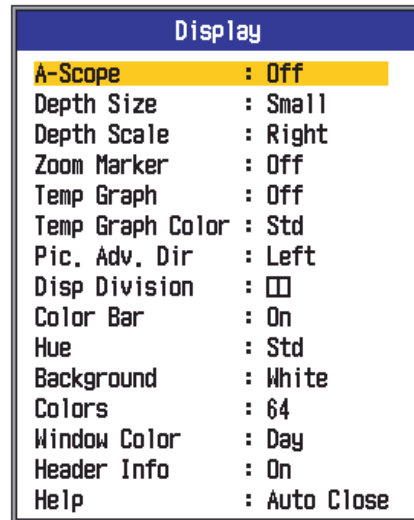 Display
A-Scope : Off
Depth Size : Small
Depth Scale : Right
Zoom Marker : Off
Temp Graph : Off
Temp Graph Color : Std
Pic. Adv. Dir : Left
Disp Division :
Color Bar : On
Hue : Std
Background : White
Colors : 64
Window Color : Day
Header Info : On
Help : Auto Close